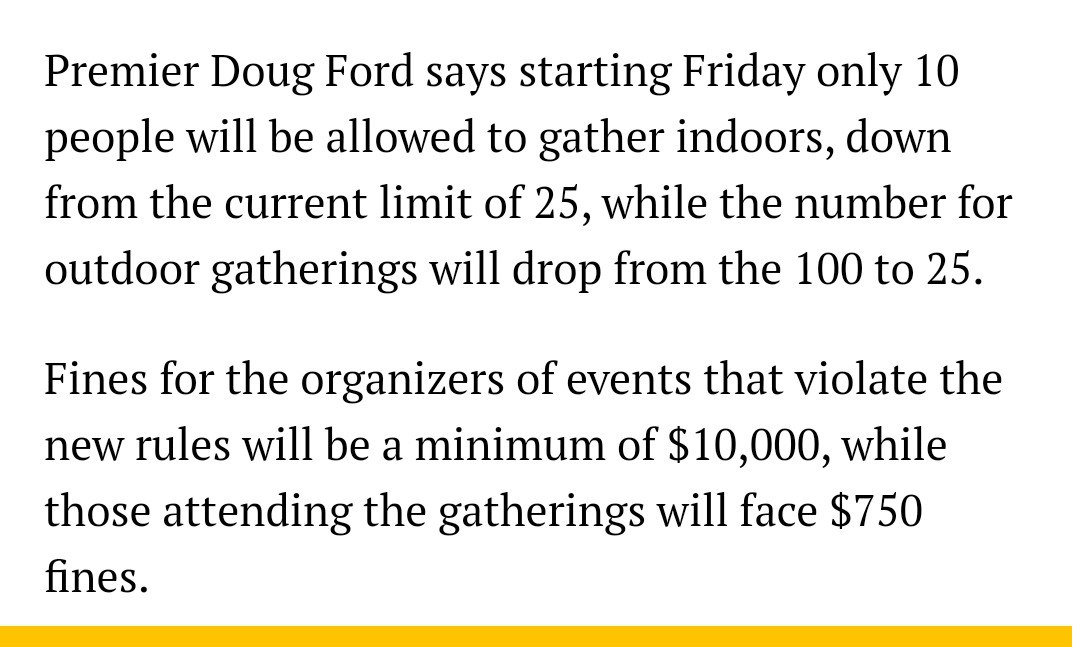 Premier Doug Ford says starting Friday only 10
people will be allowed to gather indoors, down
from the current limit of 25, while the number for
outdoor gatherings will drop from the 100 to 25.
Fines for the organizers of events that violate the
new rules will be a minimum of $10,000, while
those attending the gatherings will face $750
fines.